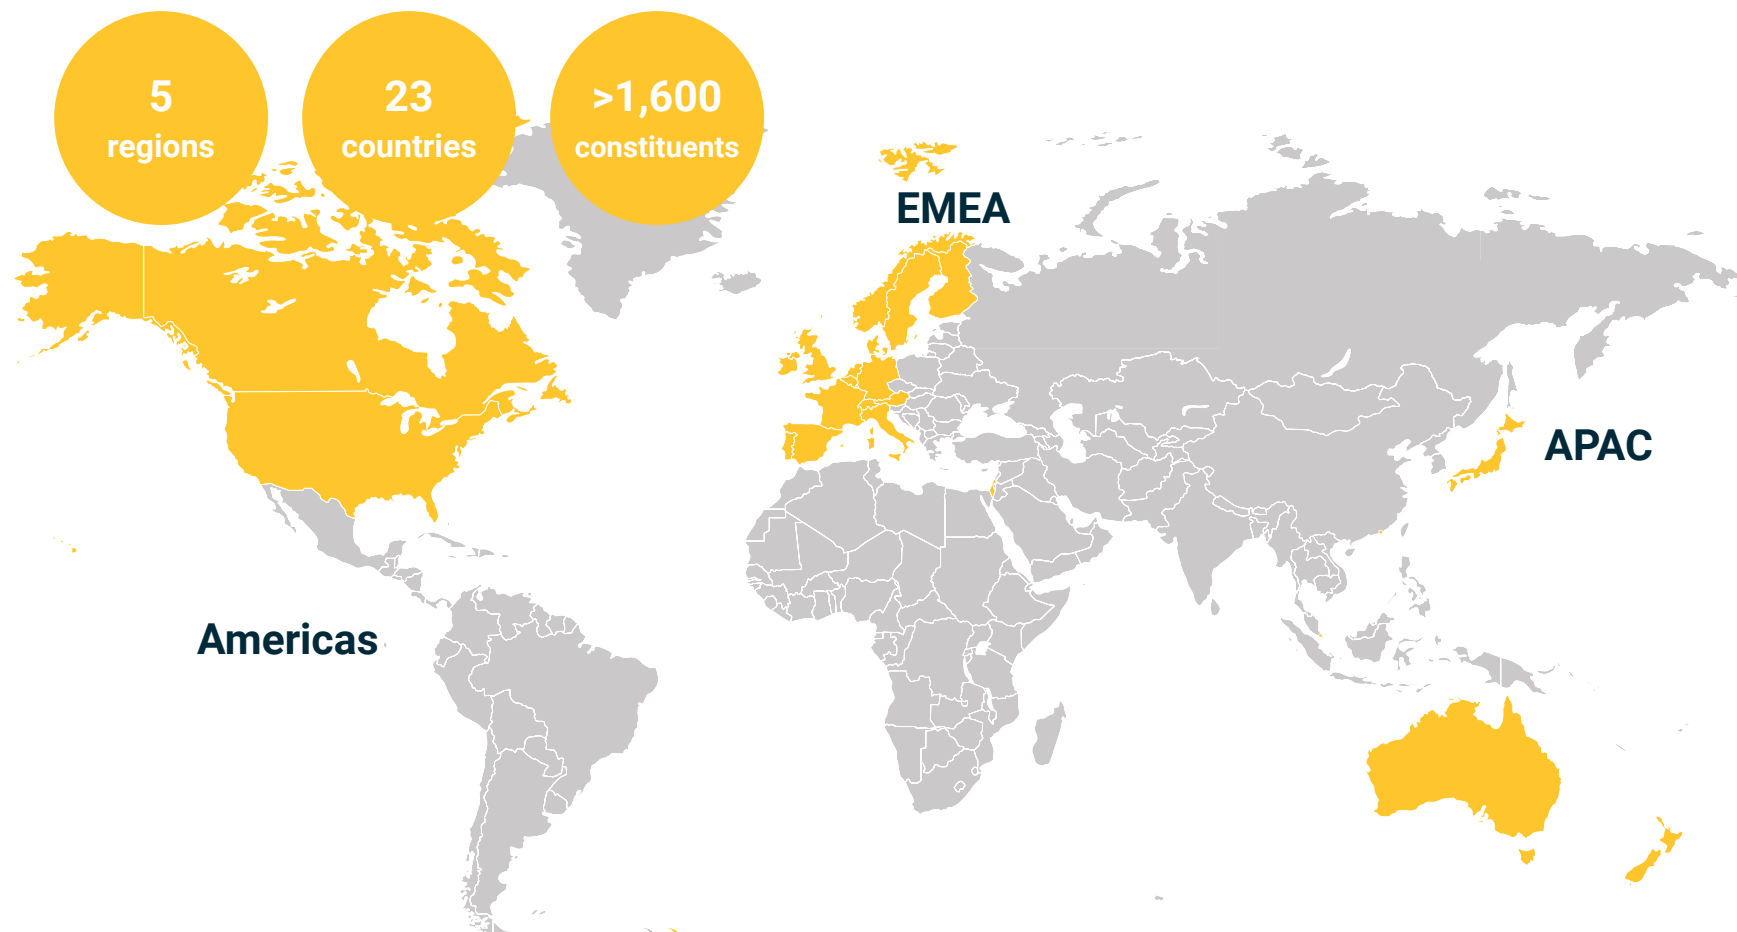 5
regions
23
countries
>1,600
constituents
EMEA
APAC
Americas